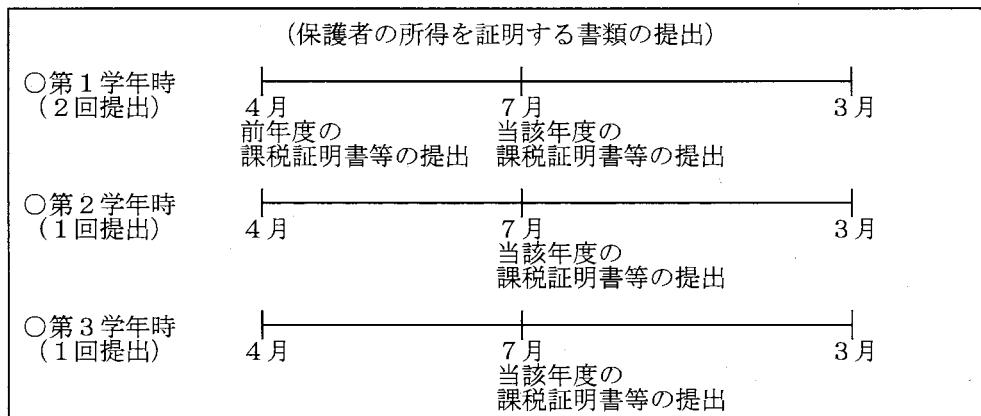 (保護者の所得を証明する書類の提出)
○第1学年時
(2回提出)
4月
7月
3月
前年度の
課税証明書等の提出
当該年度の
課税証明書等の提出
○第2学年時
(1回提出)
4月
7月
3月
当該年度の
課税証明書等の提出
○第3学年時
(1回提出)
4月
7月
3月
当該年度の
課税証明書等の提出